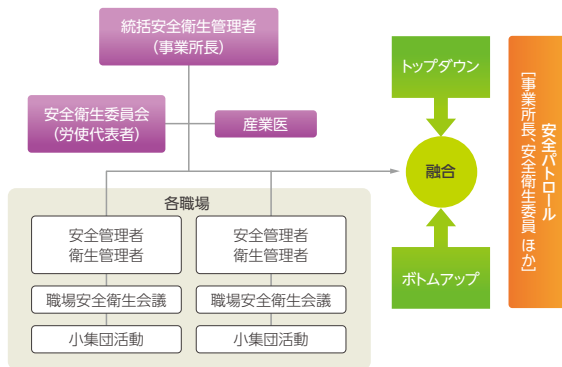 統括安全衛生管理者
（事業所長）
安全衛生委員会
（労使代表者）
産業医
各職場
安全管理者
衛生管理者
職場安全衛生会議
小集団活動
安全管理者
衛生管理者
職場安全衛生会議
小集団活動
トップダウン
融合
ボトムアップ
安全パトロール
［事業所長、安全衛生委員 ほか］